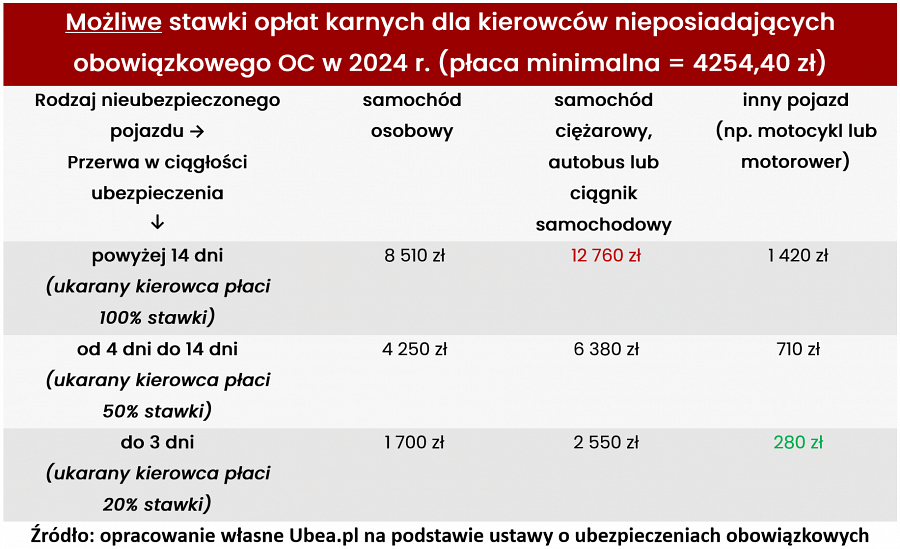 Możliwe stawki opłat karnych dla kierowców nieposiadających
obowiązkowego OC w 2024 r. (płaca minimalna = 4254,40 zł)
Rodzaj nieubezpieczonego
pojazdu →
Przerwa w ciągłości
ubezpieczenia
↓
samochód
osobowy
samochód
ciężarowy,
autobus lub
ciągnik
samochodowy
inny pojazd
(np. motocykl lub
motorower)
powyżej 14 dni
(ukarany kierowca płaci
100% stawki)
8 510 zł
12 760 zł
1 420 zł
od 4 dni do 14 dni
(ukarany kierowca płaci
50% stawki)
4 250 zł
6 380 zł
710 zł
do 3 dni
(ukarany kierowca płaci
20% stawki)
1 700 zł
2 550 zł
280 zł
Źródło: opracowanie własne Ubea.pl na podstawie ustawy o ubezpieczeniach obowiązkowych